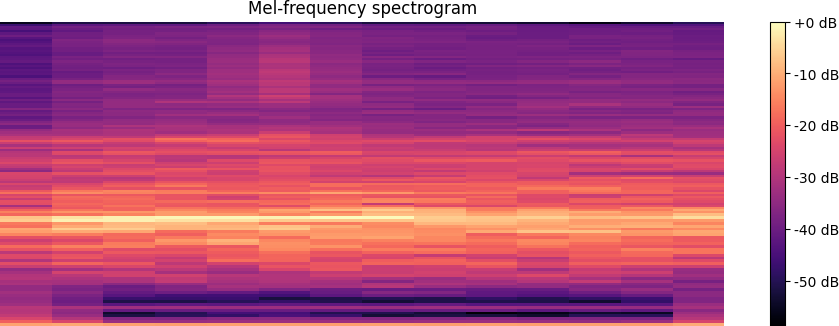 Mel-frequency spectrogram
+0 dB
-10 dB
-20 dB
-30 dB
-40 dB
-50 dB